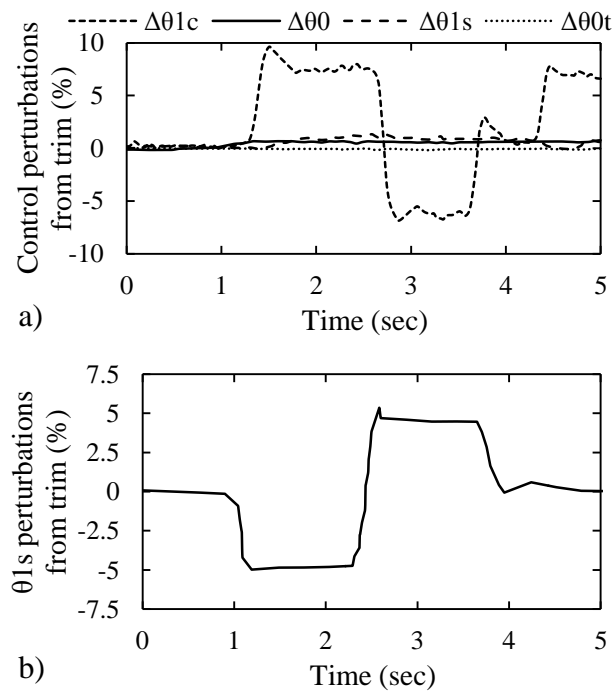 Δθ1c Δθ0 Δθ1s Δθ0t
Control perturbations
from trim (%)
10
5
0
-5
-10
0 1 2 3 4 5
Time (sec)
a)
θ1s perturbations
from trim (%)
7.5
5
2.5
0
-2.5
-5
-7.5
0 1 2 3 4 5
Time (sec)
b)